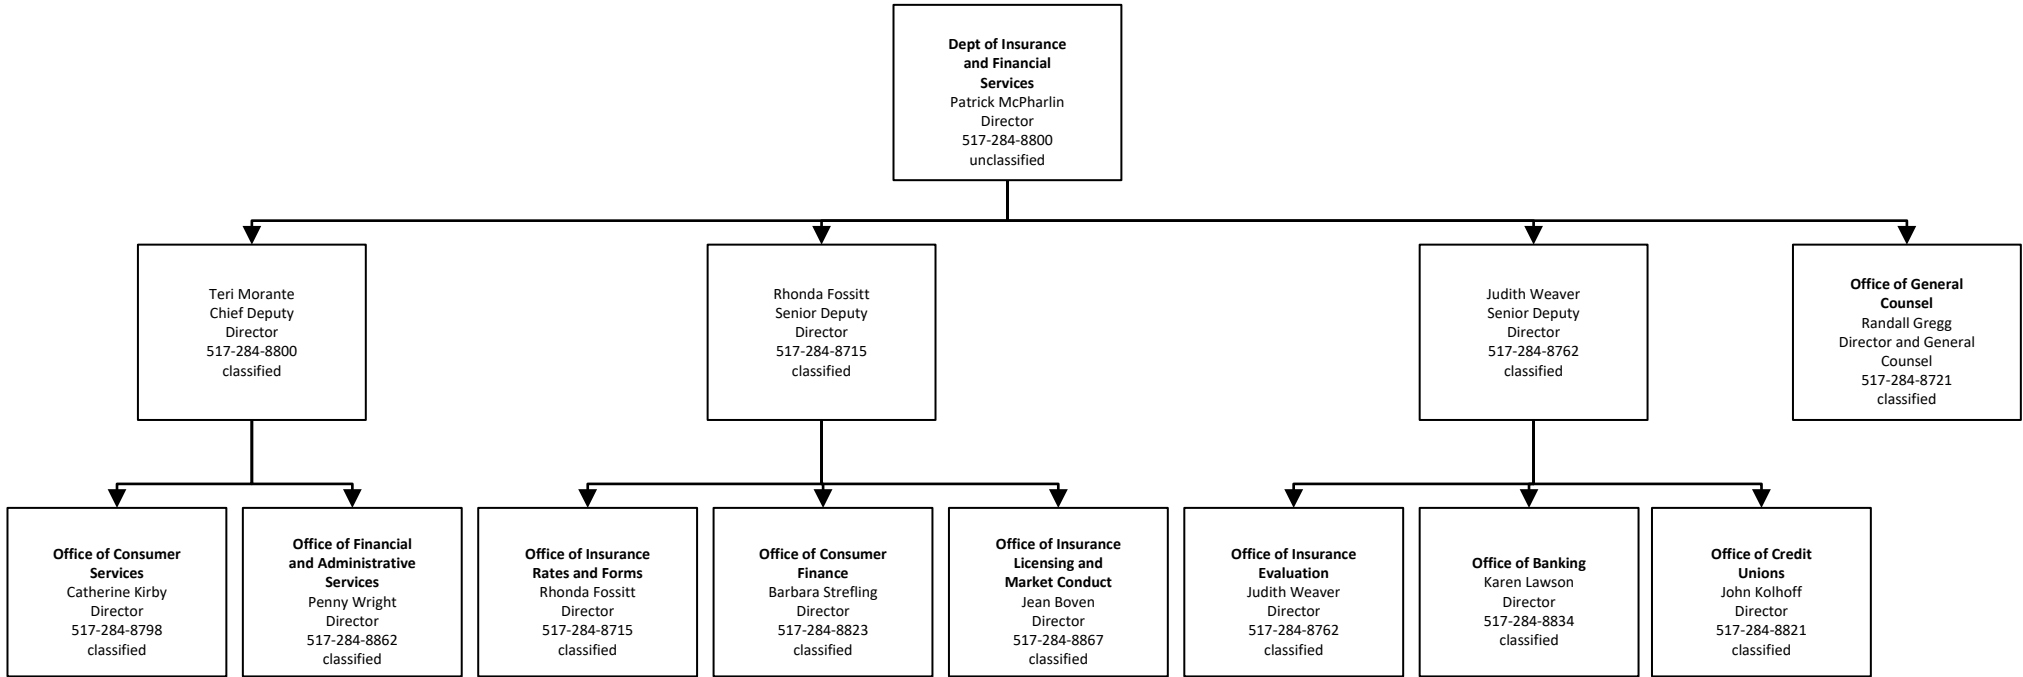 Dept of Insurance
and Financial
Services
Patrick McPharlin
Director
517-284-8800
unclassified
Teri Morante
Chief Deputy
Director
517-284-8800
classified
Rhonda Fossitt
Senior Deputy
Director
517-284-8715
classified
Judith Weaver
Senior Deputy
Director
517-284-8762
classified
Office of General
Counsel
Randall Gregg
Director and General
Counsel
517-284-8721
classified
Office of Consumer
Services
Catherine Kirby
Director
517-284-8798
classified
Office of Financial
and Administrative
Services
Penny Wright
Director
517-284-8862
classified
Office of Insurance
Rates and Forms
Rhonda Fossitt
Director
517-284-8715
classified
Office of Consumer
Finance
Barbara Strefling
Director
517-284-8823
classified
Office of Insurance
Licensing and
Market Conduct
Jean Boven
Director
517-284-8867
classified
Office of Insurance
Evaluation
Judith Weaver
Director
517-284-8762
classified
Office of Banking
Karen Lawson
Director
517-284-8834
classified
Office of Credit
Unions
John Kolhoff
Director
517-284-8821
classified